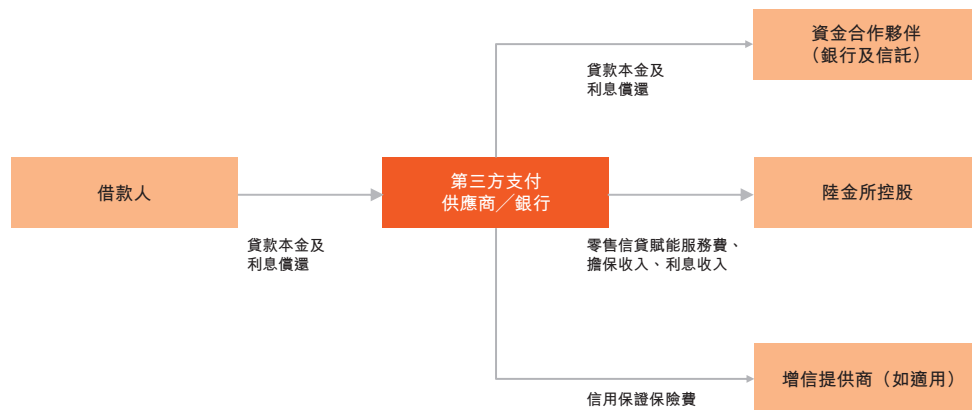 資金合作夥伴
（銀行及信託）
貸款本金及
利息償還
借款人
第三方支付
供應商／銀行
陸金所控股
貸款本金及
利息償還
零售信貸賦能服務費、
擔保收入、利息收入
增信提供商（如適用）
信用保證保險費